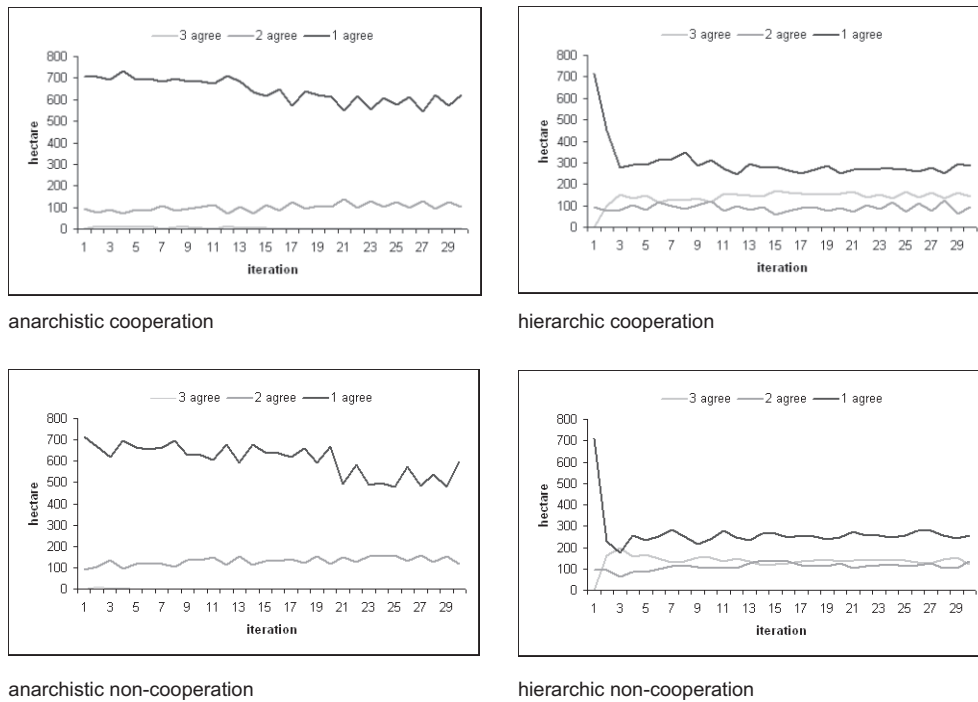 3 agree 2 agree 1 agree
800
700
600
500
400
300
200
100
0
hectare
1 3 5 7 9 11 13 15 17 19 21 23 25 27 29
iteration
anarchistic cooperation
3 agree 2 agree 1 agree
800
700
600
500
400
300
200
100
0
hectare
1 3 5 7 9 11 13 15 17 19 21 23 25 27 29
iteration
hierarchic cooperation
3 agree 2 agree 1 agree
800
700
600
500
400
300
200
100
0
hectare
1 3 5 7 9 11 13 15 17 19 21 23 25 27 29
iteration
anarchistic non-cooperation
3 agree 2 agree 1 agree
800
700
600
500
400
300
200
100
0
hectare
1 3 5 7 9 11 13 15 17 19 21 23 25 27 29
iteration
hierarchic non-cooperation